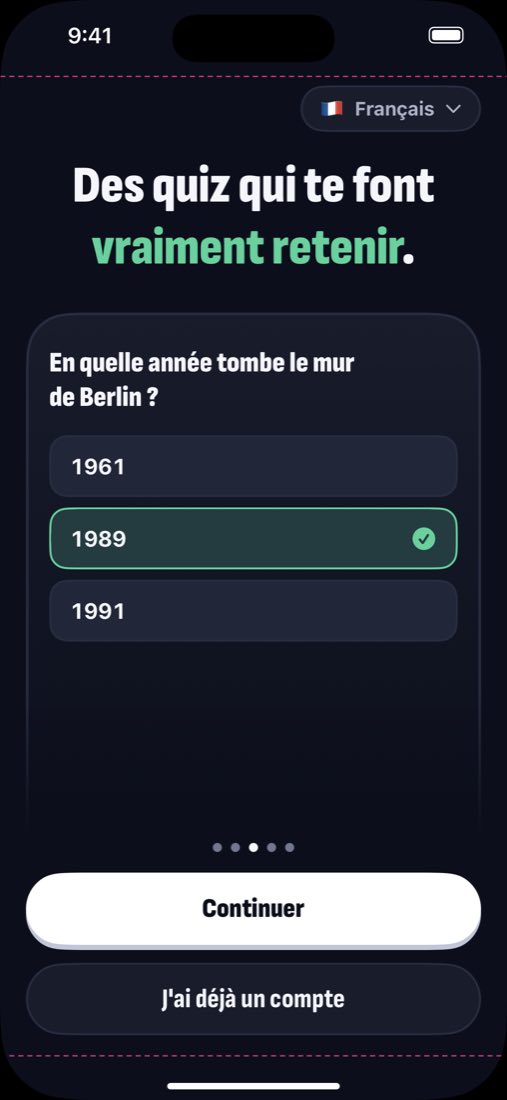 9:41
Français
Des quiz qui te font
vraiment retenir.
En quelle année tombe le mur
de Berlin ?
1961
1989
1991
Continuer
J'ai déjà un compte